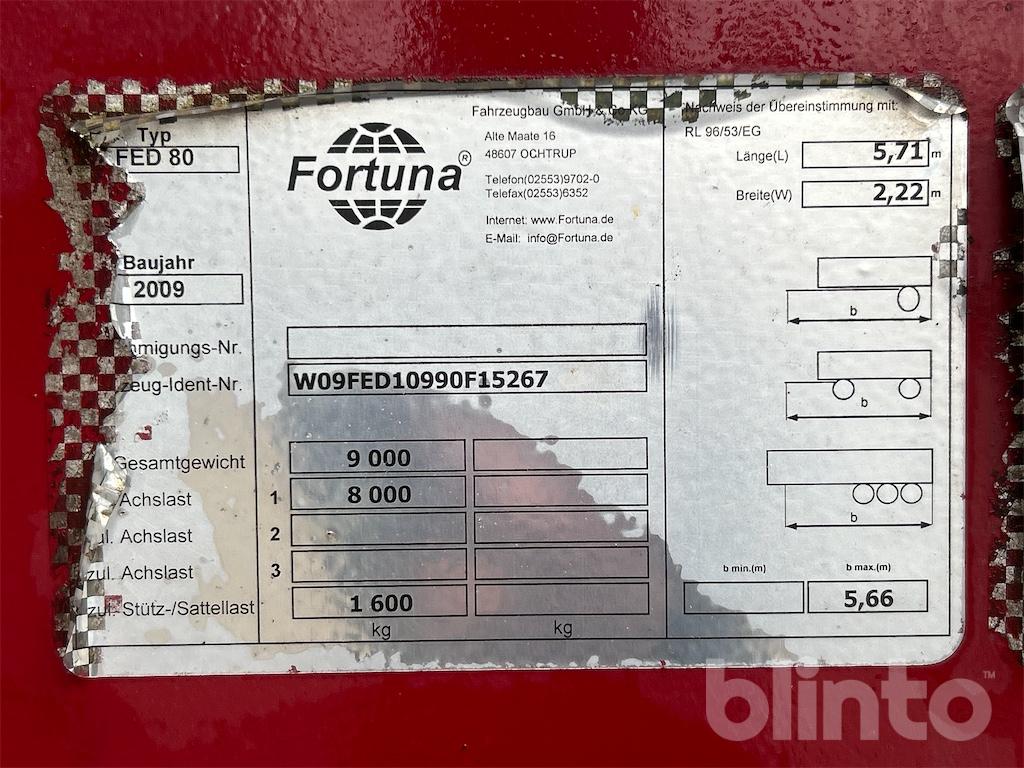 Typ
FED 80
Baujahr
2009
Fortuna®
Fahrzeugbau GmbH & Co KG
Alte Maate 16
48607 OCHTRUP
Telefon(02553)9702-0
Telefax(02553)6352
Internet: www.Fortuna.de
E-Mail: info@Fortuna.de
Nachweis der Übereinstimmung mit:
RL 96/53/EG
Länge(L) 5,71 m
Breite(W) 2,22 m
b
b
b
b min.(m) b max.(m)
5,66
migungs-Nr.
zeug-Ident-Nr. W09FED10990F15267
Gesamtgewicht 9 000
Achslast 1 8 000
ul. Achslast 2
zul. Achslast 3
zul. Stütz-/Sattellast 1 600
kg kg
blinto™